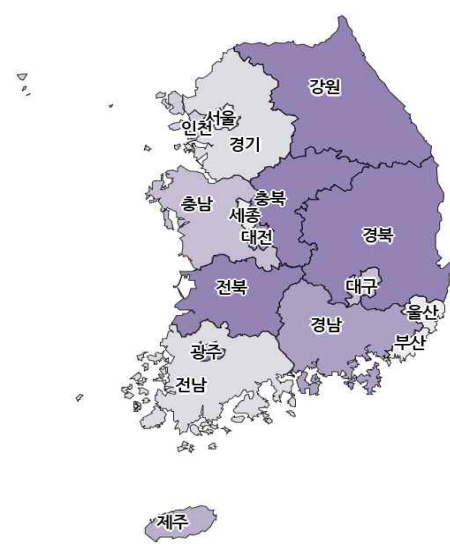 강원
서울
인천
경기
충북
충남
세종
대전
경북
대구
전북
울산
경남
부산
광주
전남
제주